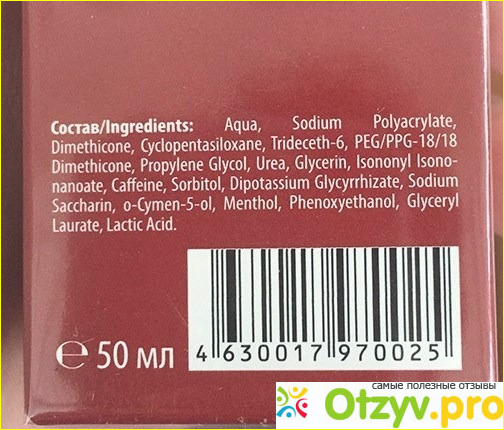 Состав/Ingredients: Aqua, Sodium Polyacrylate,
Dimethicone, Cyclopentasiloxane, Trideceth-6, PEG/PPG-18/18
Dimethicone, Propylene Glycol, Urea, Glycerin, Isononyl Isono-
nanoate, Caffeine, Sorbitol, Dipotassium Glycyrrhizate, Sodium
Saccharin, o-Cymen-5-ol, Menthol, Phenoxyethanol, Glyceryl
Laurate, Lactic Acid.
℮ 50 мл
4 630017 970025
самые полезные отзывы
Otzyv.pro